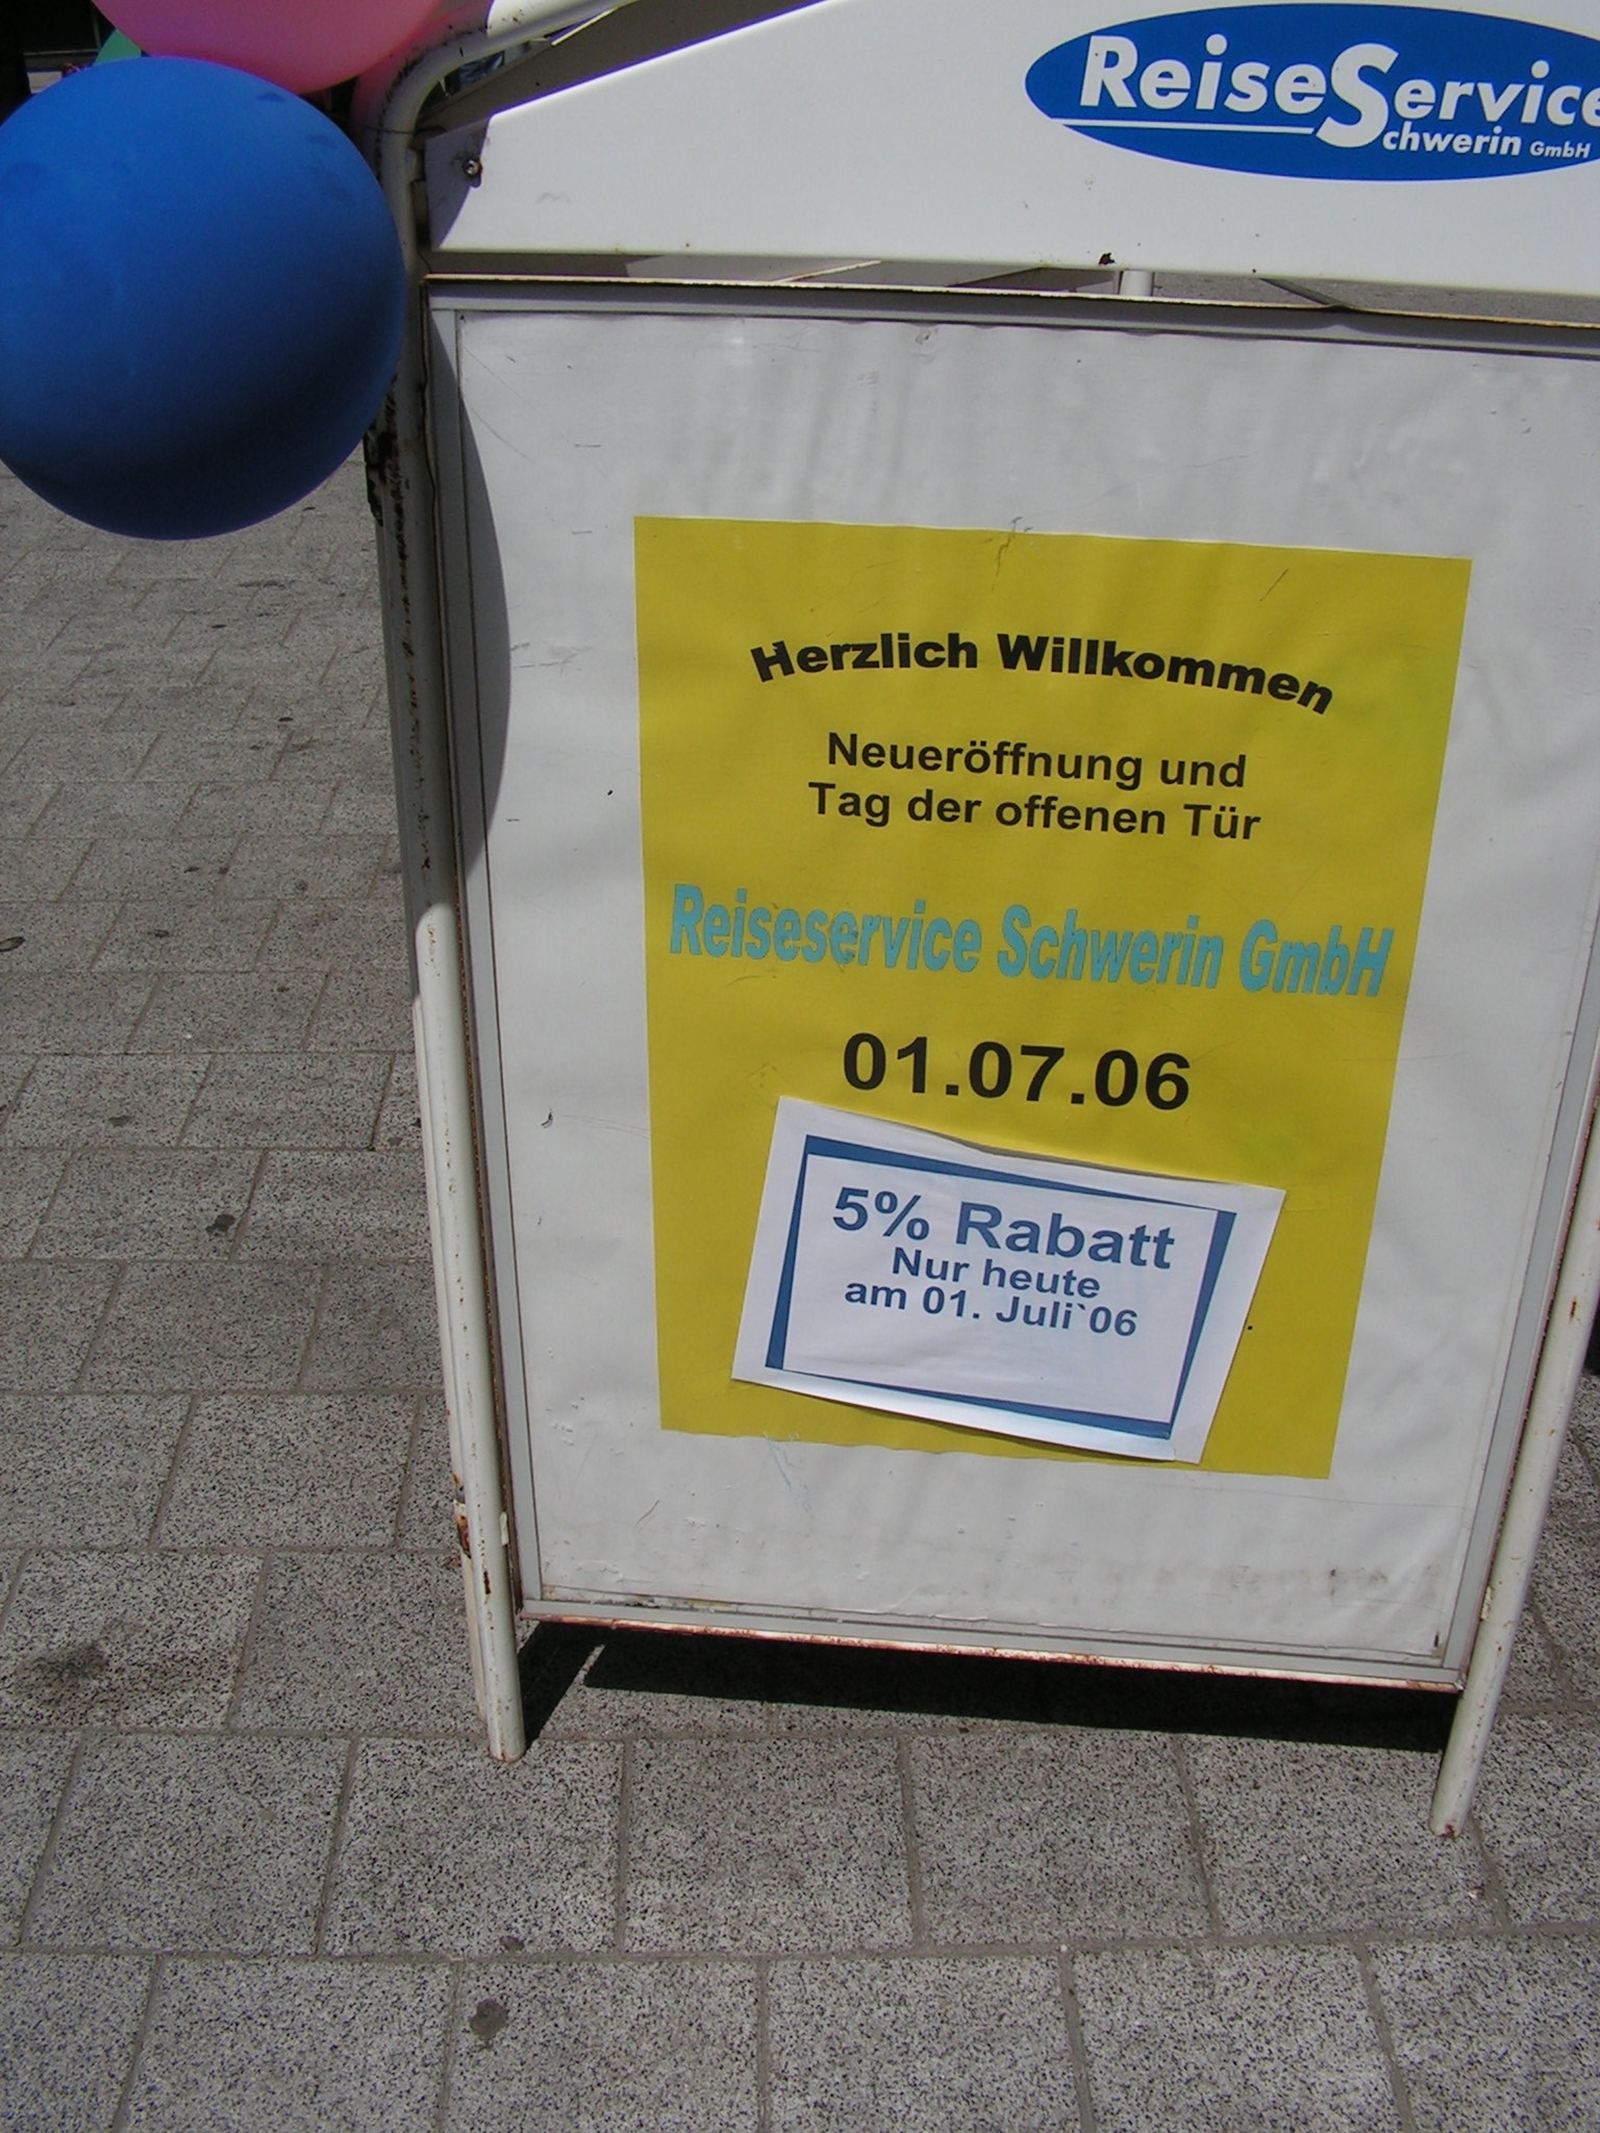 ReiseService
Schwerin GmbH
Herzlich Willkommen
Neueröffnung und
Tag der offenen Tür
Reiseservice Schwerin GmbH
01.07.06
5% Rabatt
Nur heute
am 01. Juli`06